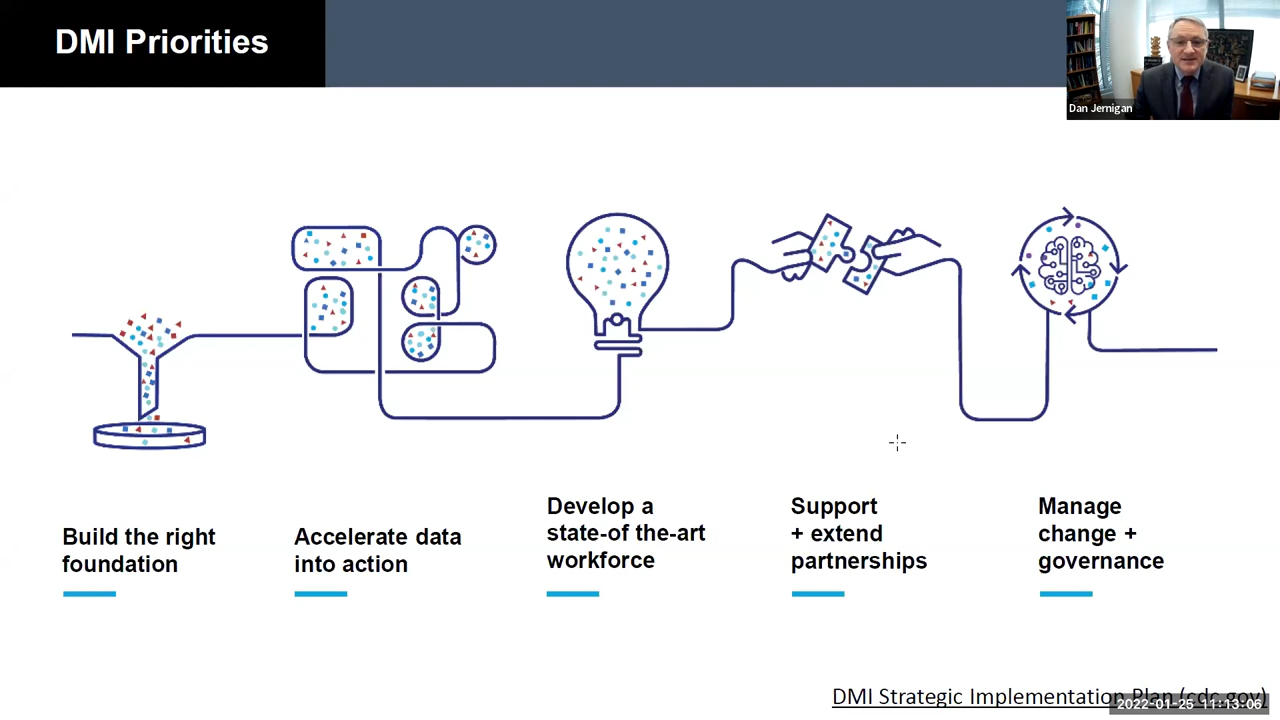 DMI Priorities
Dan Jernigan
Build the right
foundation
Accelerate data
into action
Develop a
state-of the-art
workforce
Support
+ extend
partnerships
Manage
change +
governance
DMI Strategic Implementation Plan (cdc.gov)
2022-01-25 11:13:06